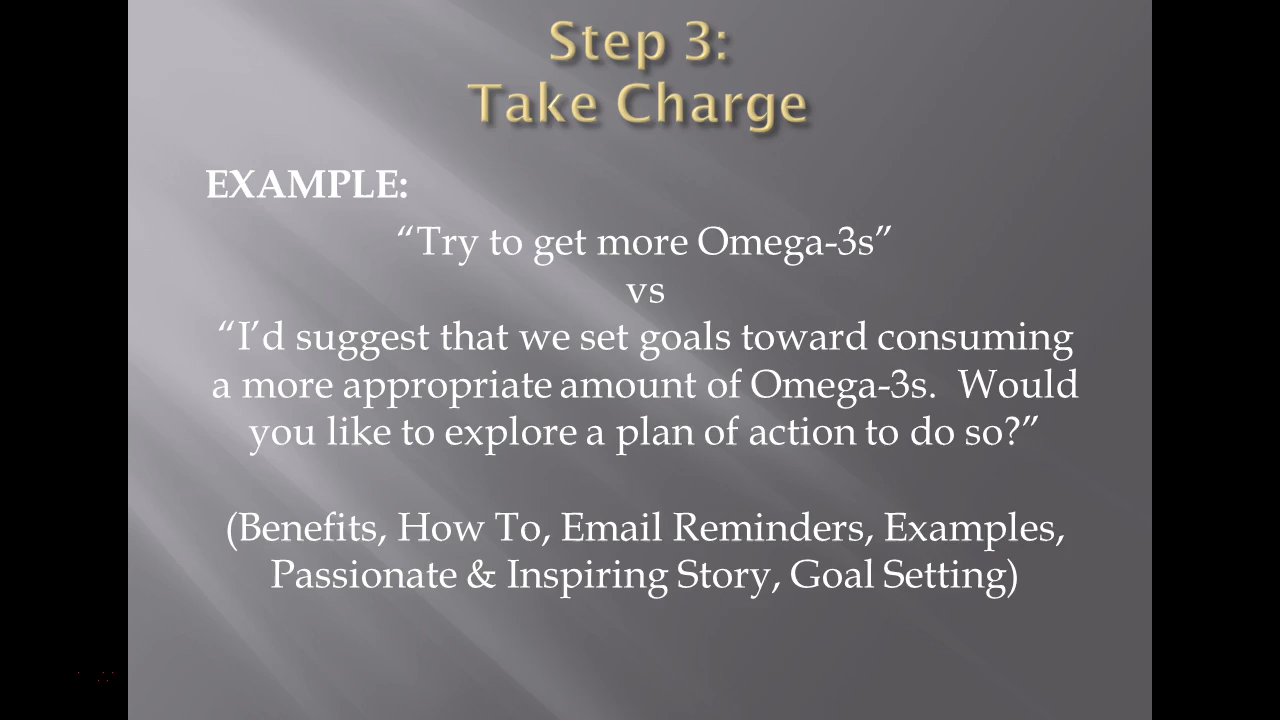 Step 3:
Take Charge
EXAMPLE:
“Try to get more Omega-3s”
vs
“I’d suggest that we set goals toward consuming
a more appropriate amount of Omega-3s.  Would
you like to explore a plan of action to do so?”
(Benefits, How To, Email Reminders, Examples,
Passionate & Inspiring Story, Goal Setting)